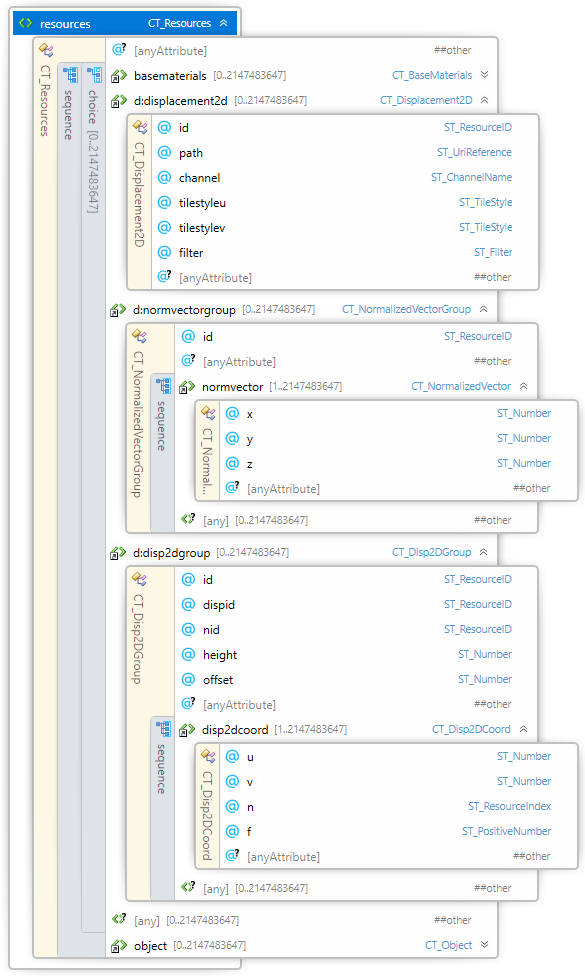 resources CT_Resources
CT_Resources
sequence
choice [0..2147483647]
[anyAttribute] ##other
basematerials [0..2147483647] CT_BaseMaterials
d:displacement2d [0..2147483647] CT_Displacement2D
CT_Displacement2D
id ST_ResourceID
path ST_UriReference
channel ST_ChannelName
tilestyleu ST_TileStyle
tilestylev ST_TileStyle
filter ST_Filter
[anyAttribute] ##other
d:normvectorgroup [0..2147483647] CT_NormalizedVectorGroup
CT_NormalizedVectorGroup
id ST_ResourceID
[anyAttribute] ##other
sequence
normvector [1..2147483647] CT_NormalizedVector
CT_Normal...
x ST_Number
y ST_Number
z ST_Number
[anyAttribute] ##other
[any] [0..2147483647] ##other
d:disp2dgroup [0..2147483647] CT_Disp2DGroup
CT_Disp2DGroup
id ST_ResourceID
dispid ST_ResourceID
nid ST_ResourceID
height ST_Number
offset ST_Number
[anyAttribute] ##other
sequence
disp2dcoord [1..2147483647] CT_Disp2DCoord
CT_Disp2DCoord
u ST_Number
v ST_Number
n ST_ResourceIndex
f ST_PositiveNumber
[anyAttribute] ##other
[any] [0..2147483647] ##other
[any] [0..2147483647] ##other
object [0..2147483647] CT_Object